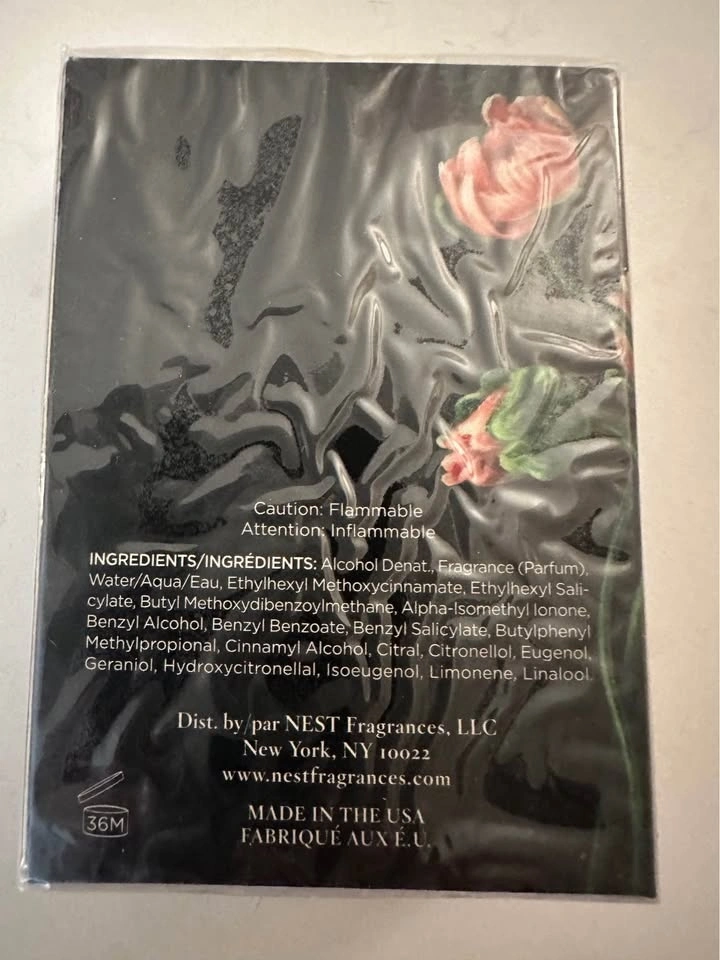 Caution: Flammable
Attention: Inflammable
INGREDIENTS/INGRÉDIENTS: Alcohol Denat., Fragrance (Parfum),
Water/Aqua/Eau, Ethylhexyl Methoxycinnamate, Ethylhexyl Sali-
cylate, Butyl Methoxydibenzoylmethane, Alpha-Isomethyl Ionone,
Benzyl Alcohol, Benzyl Benzoate, Benzyl Salicylate, Butylphenyl
Methylpropional, Cinnamyl Alcohol, Citral, Citronellol, Eugenol,
Geraniol, Hydroxycitronellal, Isoeugenol, Limonene, Linalool.
Dist. by/par NEST Fragrances, LLC
New York, NY 10022
www.nestfragrances.com
36M
MADE IN THE USA
FABRIQUÉ AUX É.U.